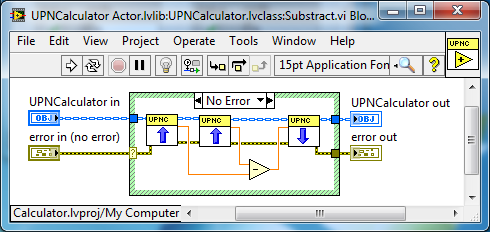 UPNCalculator Actor.lvlib:UPNCalculator.lvclass:Substract.vi Blo...
File Edit View Project Operate Tools Window Help
15pt Application Fon
UPNC
No Error
UPNCalculator in
UPNCalculator out
OBJ
UPNC
UPNC
UPNC
OBJ
error in (no error)
error out
?
Calculator.lvproj/My Computer